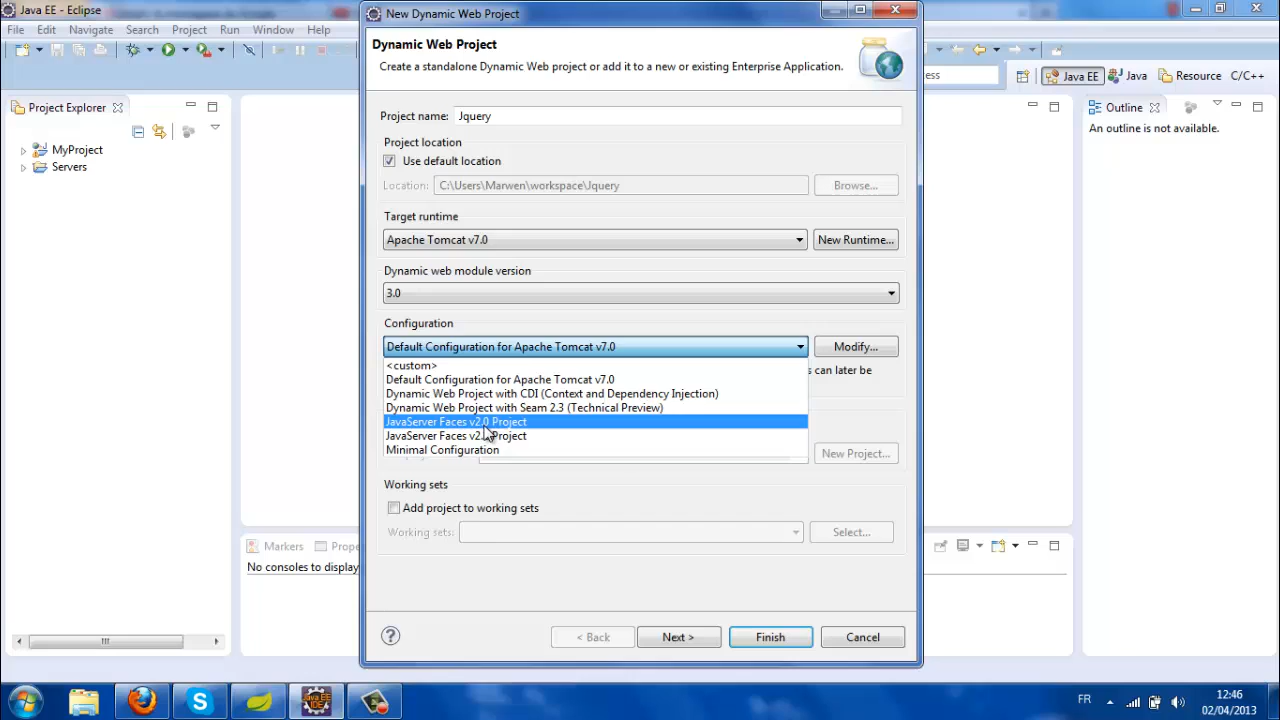 Java EE - Eclipse
File Edit Navigate Search Project Run Window Help
Java EE
Java
Resource
C/C++
Project Explorer
MyProject
Servers
New Dynamic Web Project
Dynamic Web Project
Create a standalone Dynamic Web project or add it to a new or existing Enterprise Application.
Project name: Jquery
Project location
Use default location
Location: C:\Users\Marwen\workspace\Jquery Browse...
Target runtime
Apache Tomcat v7.0 New Runtime...
Dynamic web module version
3.0
Configuration
Default Configuration for Apache Tomcat v7.0 Modify...
<custom>
s can later be
Default Configuration for Apache Tomcat v7.0
Dynamic Web Project with CDI (Context and Dependency Injection)
Dynamic Web Project with Seam 2.3 (Technical Preview)
JavaServer Faces v2.0 Project
JavaServer Faces Project
Minimal Configuration
New Project...
Working sets
Add project to working sets
Working sets: Select...
< Back Next > Finish Cancel
Outline
An outline is not available.
Markers
Prope
No consoles to display
FR
12:46
02/04/2013